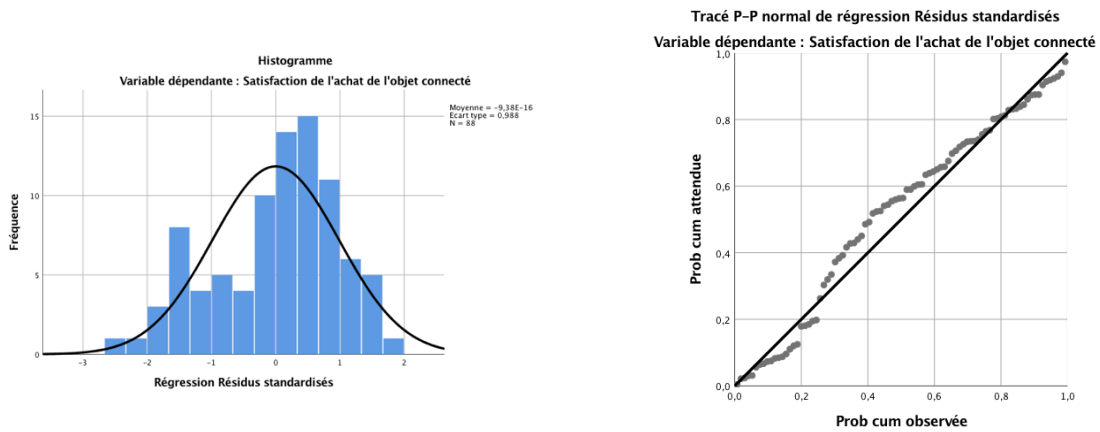 Histogramme
Variable dépendante : Satisfaction de l'achat de l'objet connecté
Moyenne = -9,38E-16
Ecart type = 0,988
N = 88
15
10
5
0
Fréquence
-3
-2
-1
0
1
2
Régression Résidus standardisés
Tracé P-P normal de régression Résidus standardisés
Variable dépendante : Satisfaction de l'achat de l'objet connecté
1,0
0,8
0,6
0,4
0,2
0,0
Prob cum attendue
0,0
0,2
0,4
0,6
0,8
1,0
Prob cum observée